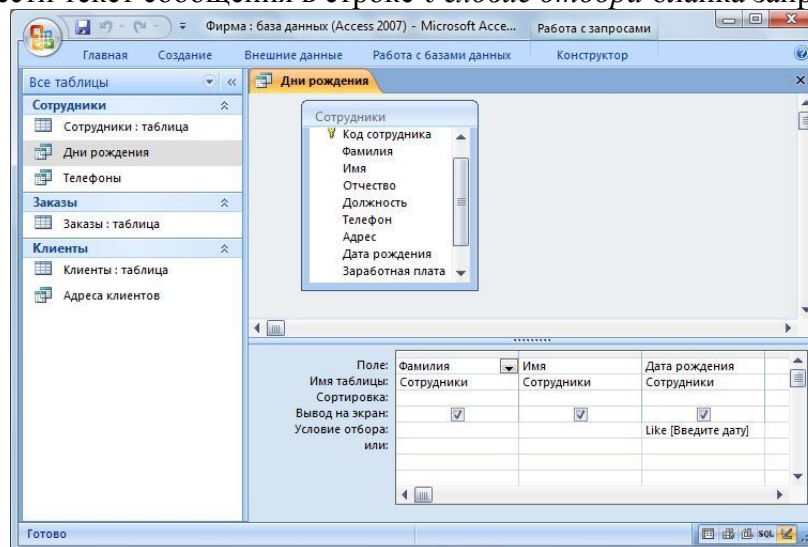 сти текст сообщения в строке Условие отбора бланка запр
Фирма : база данных (Access 2007) - Microsoft Acce...
Работа с запросами
Главная Создание Внешние данные Работа с базами данных Конструктор
Все таблицы
Дни рождения
Сотрудники
Сотрудники : таблица
Дни рождения
Телефоны
Заказы
Заказы : таблица
Клиенты
Клиенты : таблица
Адреса клиентов
Сотрудники
Код сотрудника
Фамилия
Имя
Отчество
Должность
Телефон
Адрес
Дата рождения
Заработная плата
Поле: Фамилия Имя Дата рождения
Имя таблицы: Сотрудники Сотрудники Сотрудники
Сортировка:
Вывод на экран:
Условие отбора: Like [Введите дату]
или:
Готово
SQL